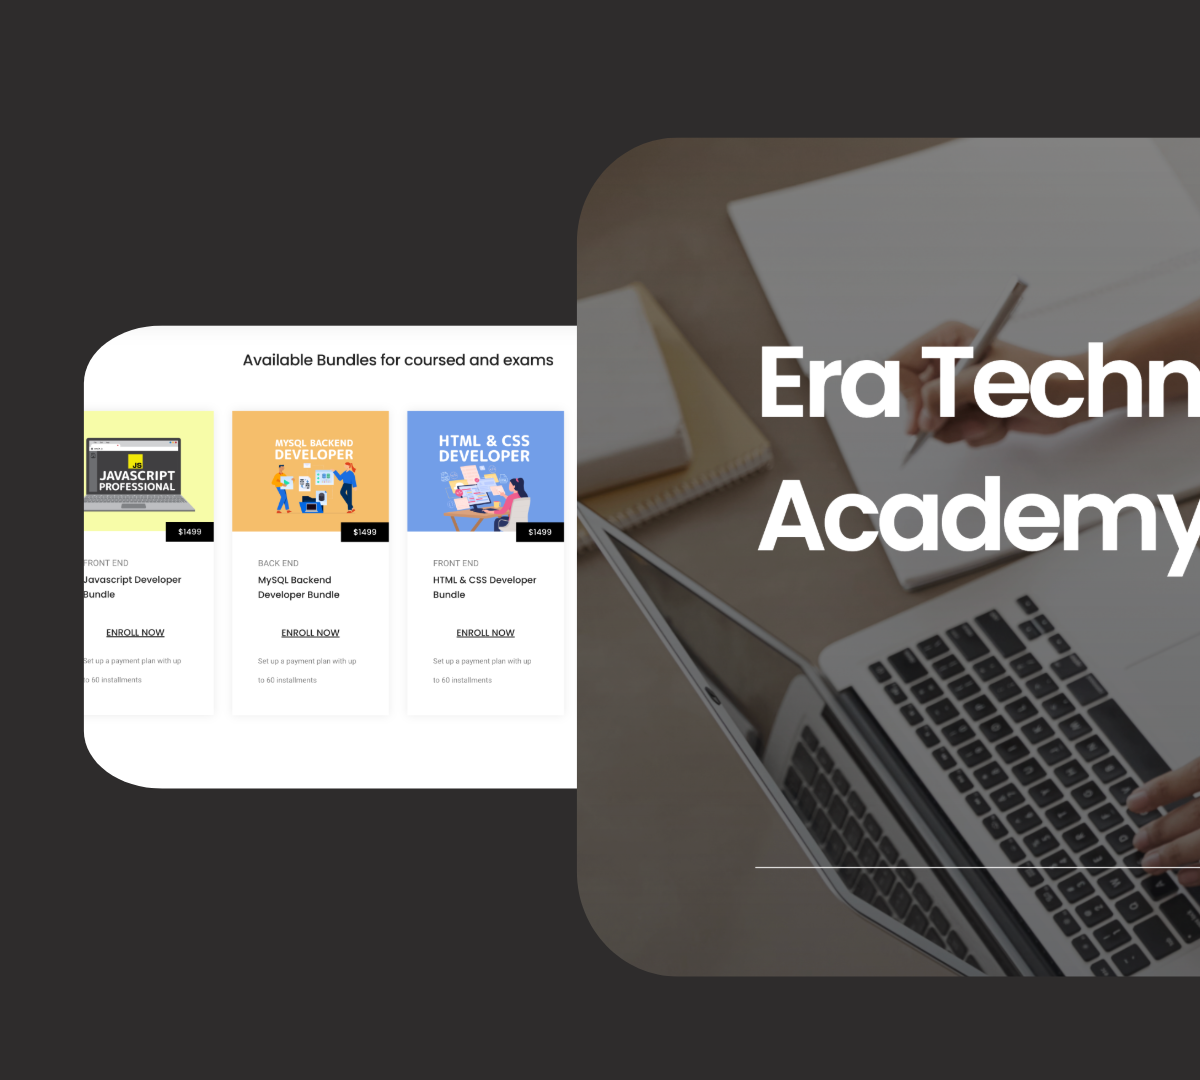 Available Bundles for coursed and exams
JS
JAVASCRIPT
PROFESSIONAL
$1499
FRONT END
Javascript Developer
Bundle
ENROLL NOW
Set up a payment plan with up
to 60 installments
MYSQL BACKEND
DEVELOPER
$1499
BACK END
MySQL Backend
Developer Bundle
ENROLL NOW
Set up a payment plan with up
to 60 installments
HTML & CSS
DEVELOPER
$1499
FRONT END
HTML & CSS Developer
Bundle
ENROLL NOW
Set up a payment plan with up
to 60 installments
Era Techn
Academy